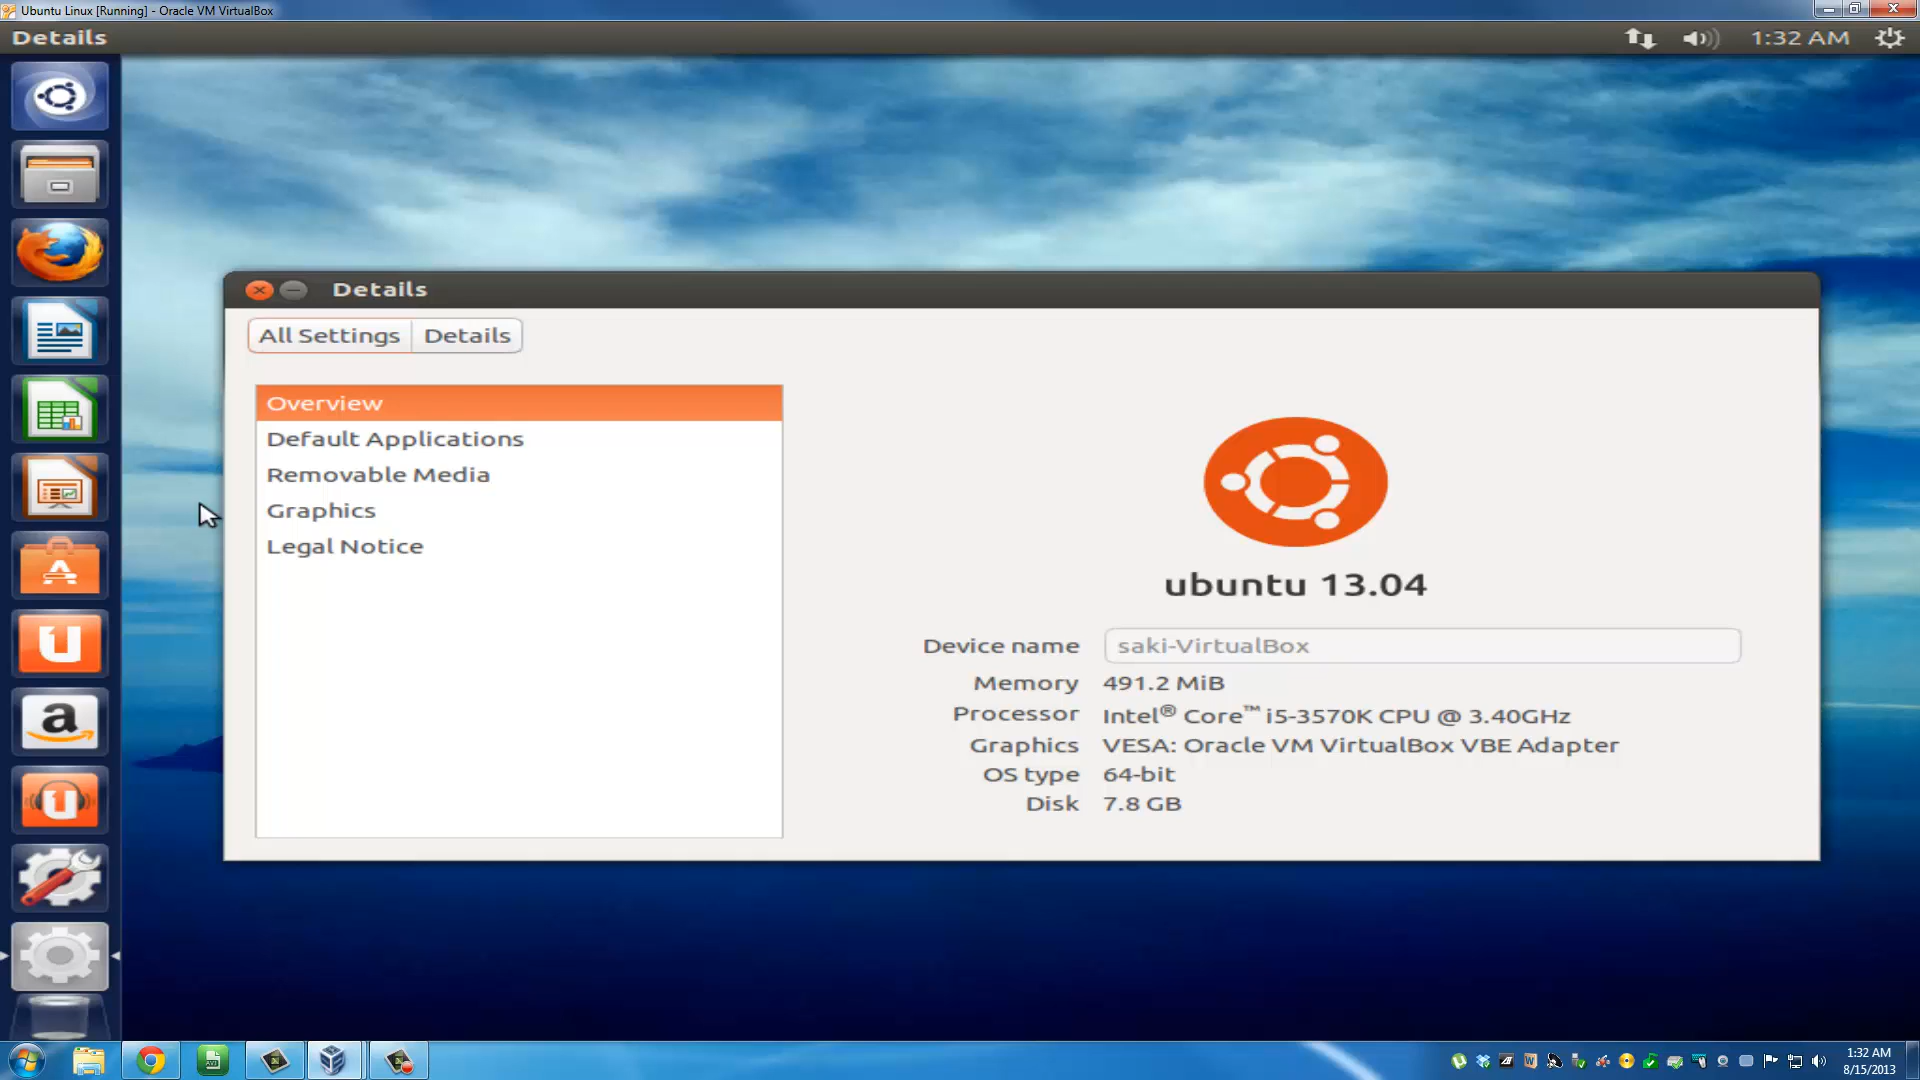 Ubuntu Linux [Running] - Oracle VM VirtualBox
Details
1:32 AM
Details
All Settings
Details
Overview
Default Applications
Removable Media
Graphics
Legal Notice
ubuntu 13.04
Device name saki-VirtualBox
Memory 491.2 MiB
Processor Intel® Core™ i5-3570K CPU @ 3.40GHz
Graphics VESA: Oracle VM VirtualBox VBE Adapter
OS type 64-bit
Disk 7.8 GB
1:32 AM
8/15/2013